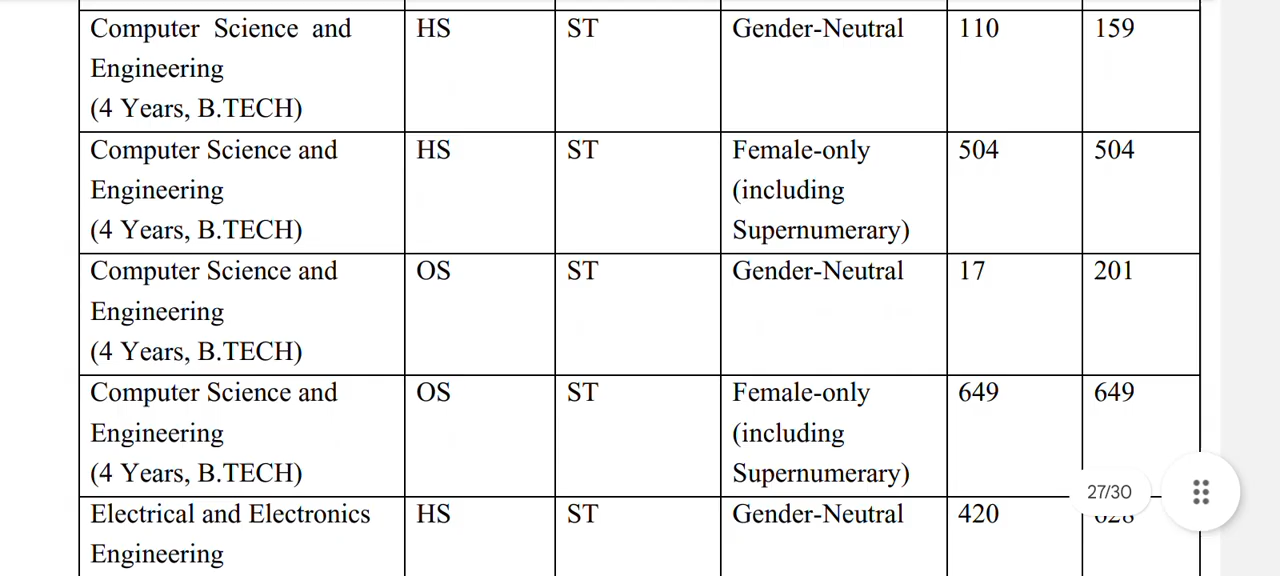 Computer Science and HS ST Gender-Neutral 110 159
Engineering
(4 Years, B.TECH)
Computer Science and HS ST Female-only 504 504
Engineering (including
(4 Years, B.TECH) Supernumerary)
Computer Science and OS ST Gender-Neutral 17 201
Engineering
(4 Years, B.TECH)
Computer Science and OS ST Female-only 649 649
Engineering (including
(4 Years, B.TECH) Supernumerary)
27/30
Electrical and Electronics HS ST Gender-Neutral 420
Engineering